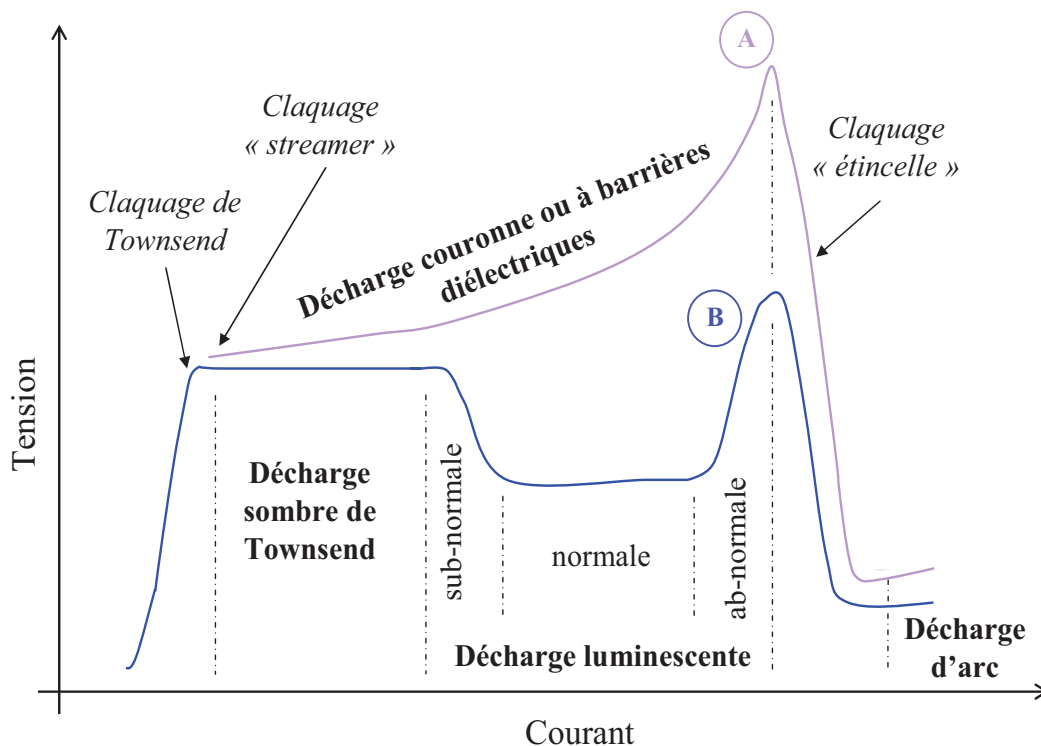 A
Claquage
« streamer »
Claquage
« étincelle »
Claquage de
Townsend
Décharge couronne ou à barrières
diélectriques
B
Tension
Décharge
sombre de
Townsend
sub-normale
normale
ab-normale
Décharge luminescente
Décharge
d’arc
Courant